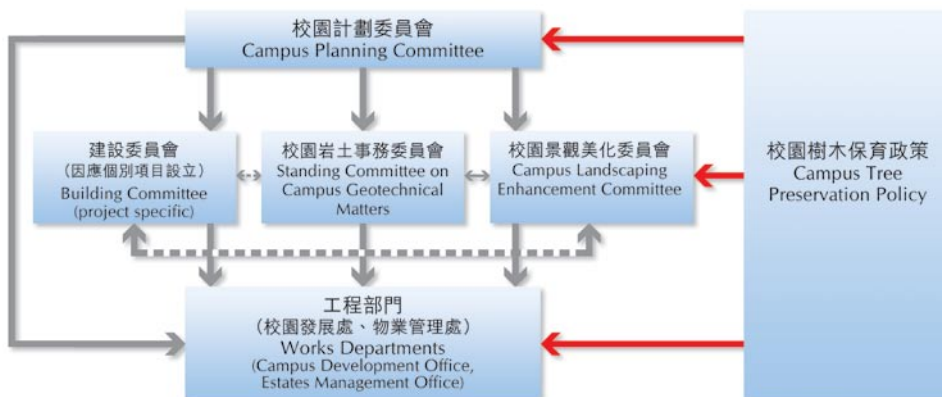 校園計劃委員會
Campus Planning Committee
建設委員會
（因應個別項目設立）
Building Committee
(project specific)
校園岩土事務委員會
Standing Committee on
Campus Geotechnical
Matters
校園景觀美化委員會
Campus Landscaping
Enhancement Committee
校園樹木保育政策
Campus Tree
Preservation Policy
工程部門
（校園發展處、物業管理處）
Works Departments
(Campus Development Office,
Estates Management Office)